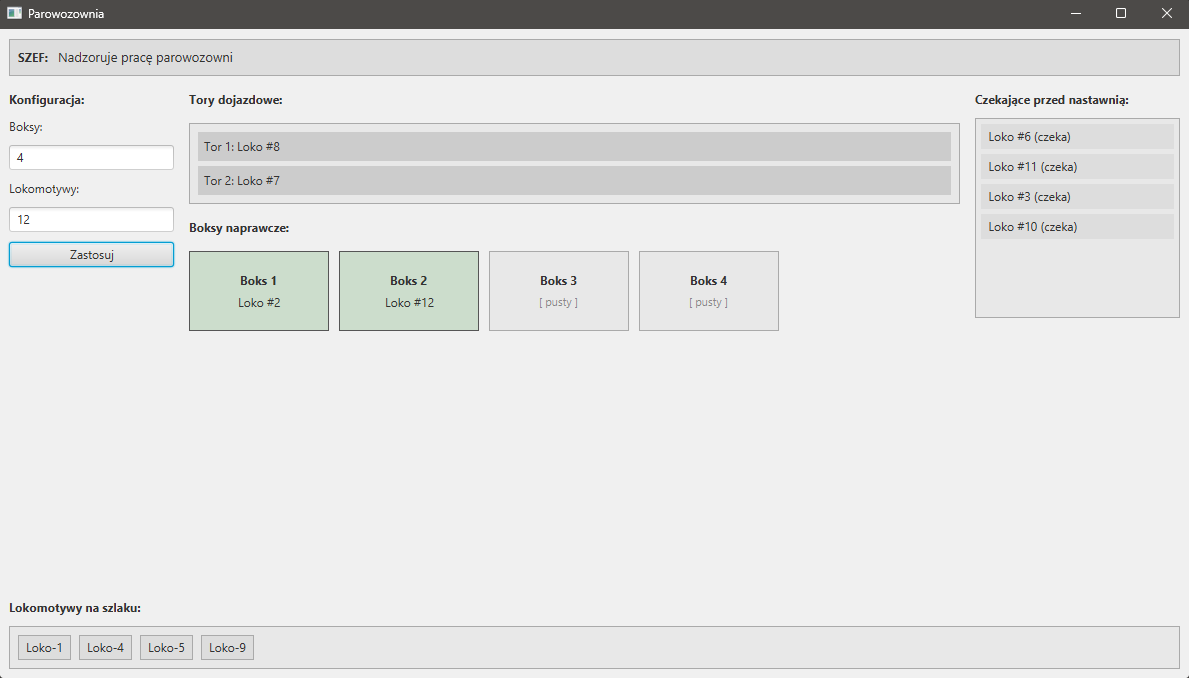 Parowozownia
SZEF: Nadzoruje pracę parowozowni
Konfiguracja:
Boksy:
4
Lokomotywy:
12
Zastosuj
Tory dojazdowe:
Tor 1: Loko #8
Tor 2: Loko #7
Boksy naprawcze:
Boks 1
Loko #2
Boks 2
Loko #12
Boks 3
[ pusty ]
Boks 4
[ pusty ]
Czekające przed nastawnią:
Loko #6 (czeka)
Loko #11 (czeka)
Loko #3 (czeka)
Loko #10 (czeka)
Lokomotywy na szlaku:
Loko-1 Loko-4 Loko-5 Loko-9